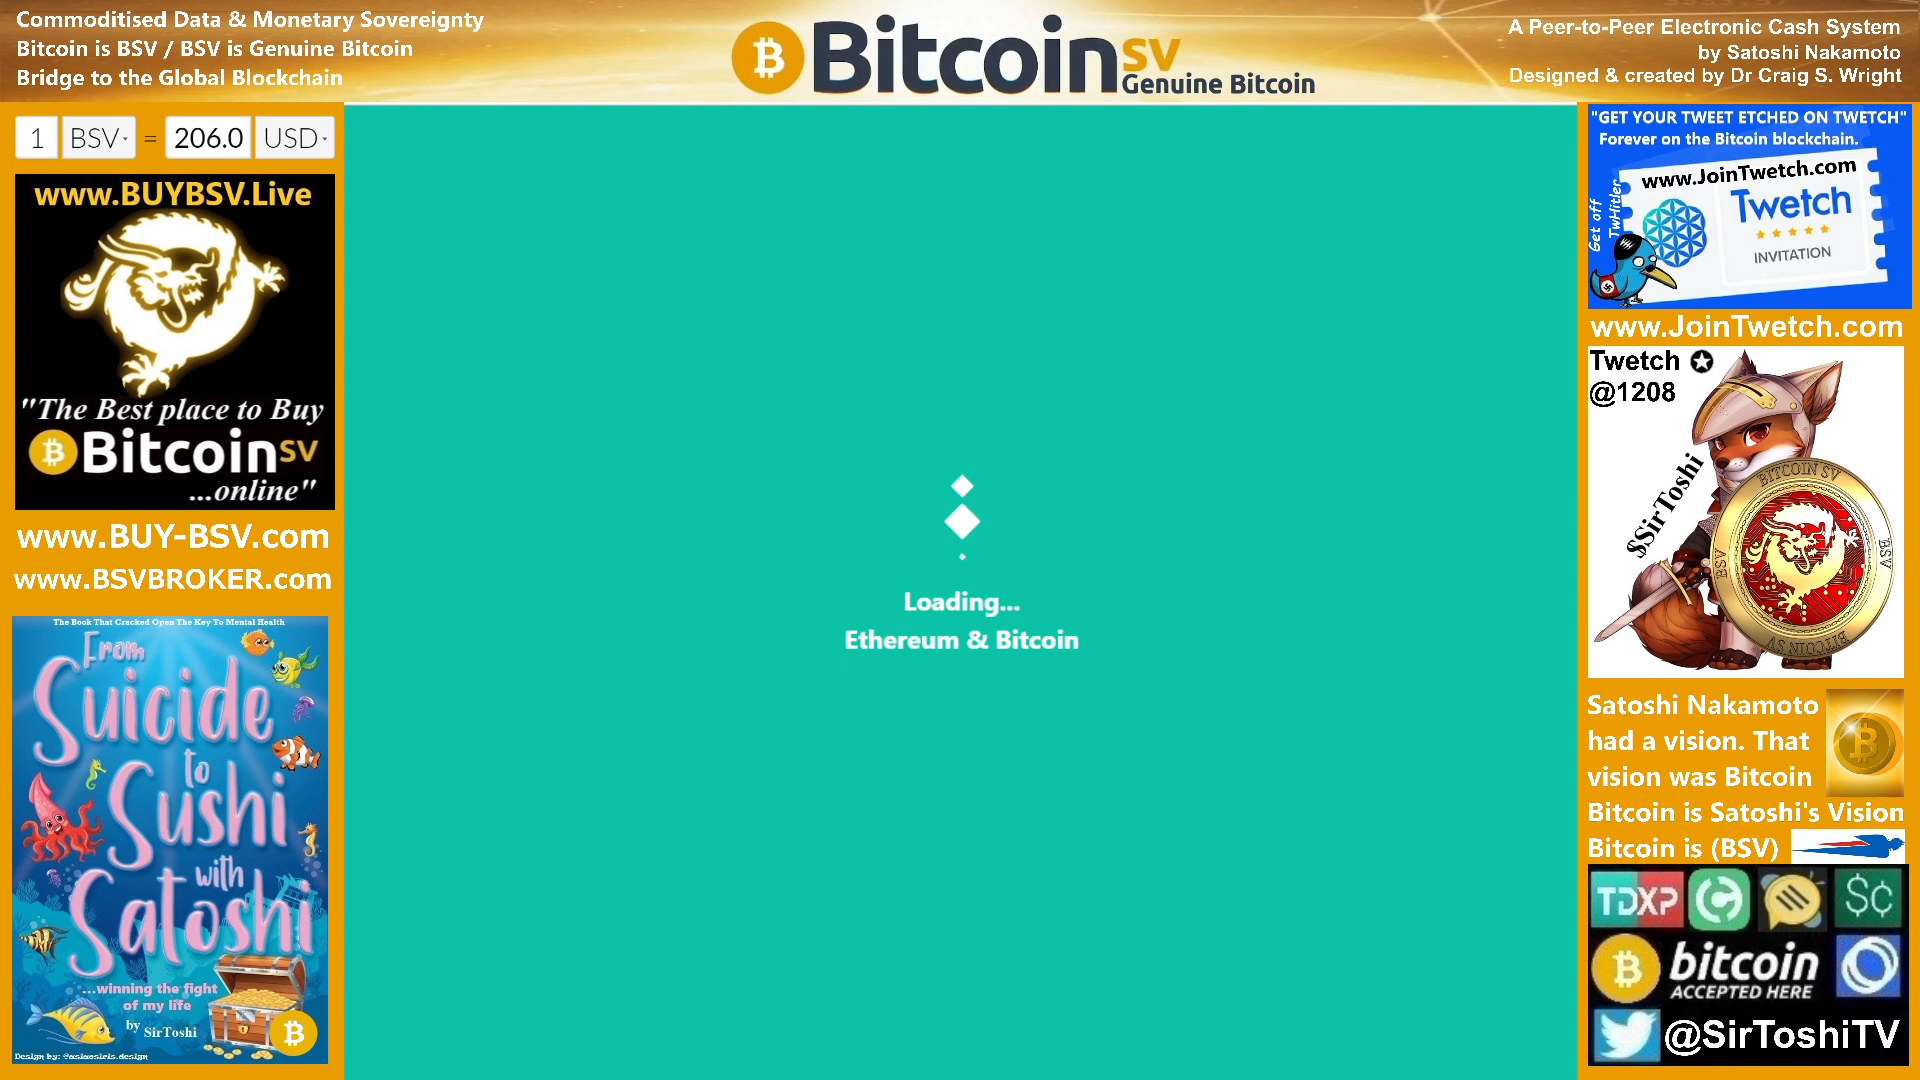 Commoditised Data & Monetary Sovereignty
Bitcoin is BSV / BSV is Genuine Bitcoin
Bridge to the Global Blockchain
Bitcoin SV
Genuine Bitcoin
A Peer-to-Peer Electronic Cash System
by Satoshi Nakamoto
Designed & created by Dr Craig S. Wright
1 BSV = 206.0 USD
www.BUYBSV.Live
"The Best place to Buy
Bitcoin SV
...online"
www.BUY-BSV.com
www.BSVBROKER.com
The Book That Cracked Open The Key To Mental Health
From
Suicide
to
Sushi
with
Satoshi
...winning the fight
of my life
by SirToshi
Design by: @asiaosiris.design
Loading...
Ethereum & Bitcoin
"GET YOUR TWEET ETCHED ON TWETCH"
Forever on the Bitcoin blockchain.
www.JoinTwetch.com
Twetch
INVITATION
Get off
TwHitler
www.JoinTwetch.com
Twetch
@1208
$SirToshi
BITCOIN SV
BSV
BSV
BITCOIN SV
Satoshi Nakamoto
had a vision. That
vision was Bitcoin
Bitcoin is Satoshi's Vision
Bitcoin is (BSV)
TDXP
$c
bitcoin
ACCEPTED HERE
@SirToshiTV